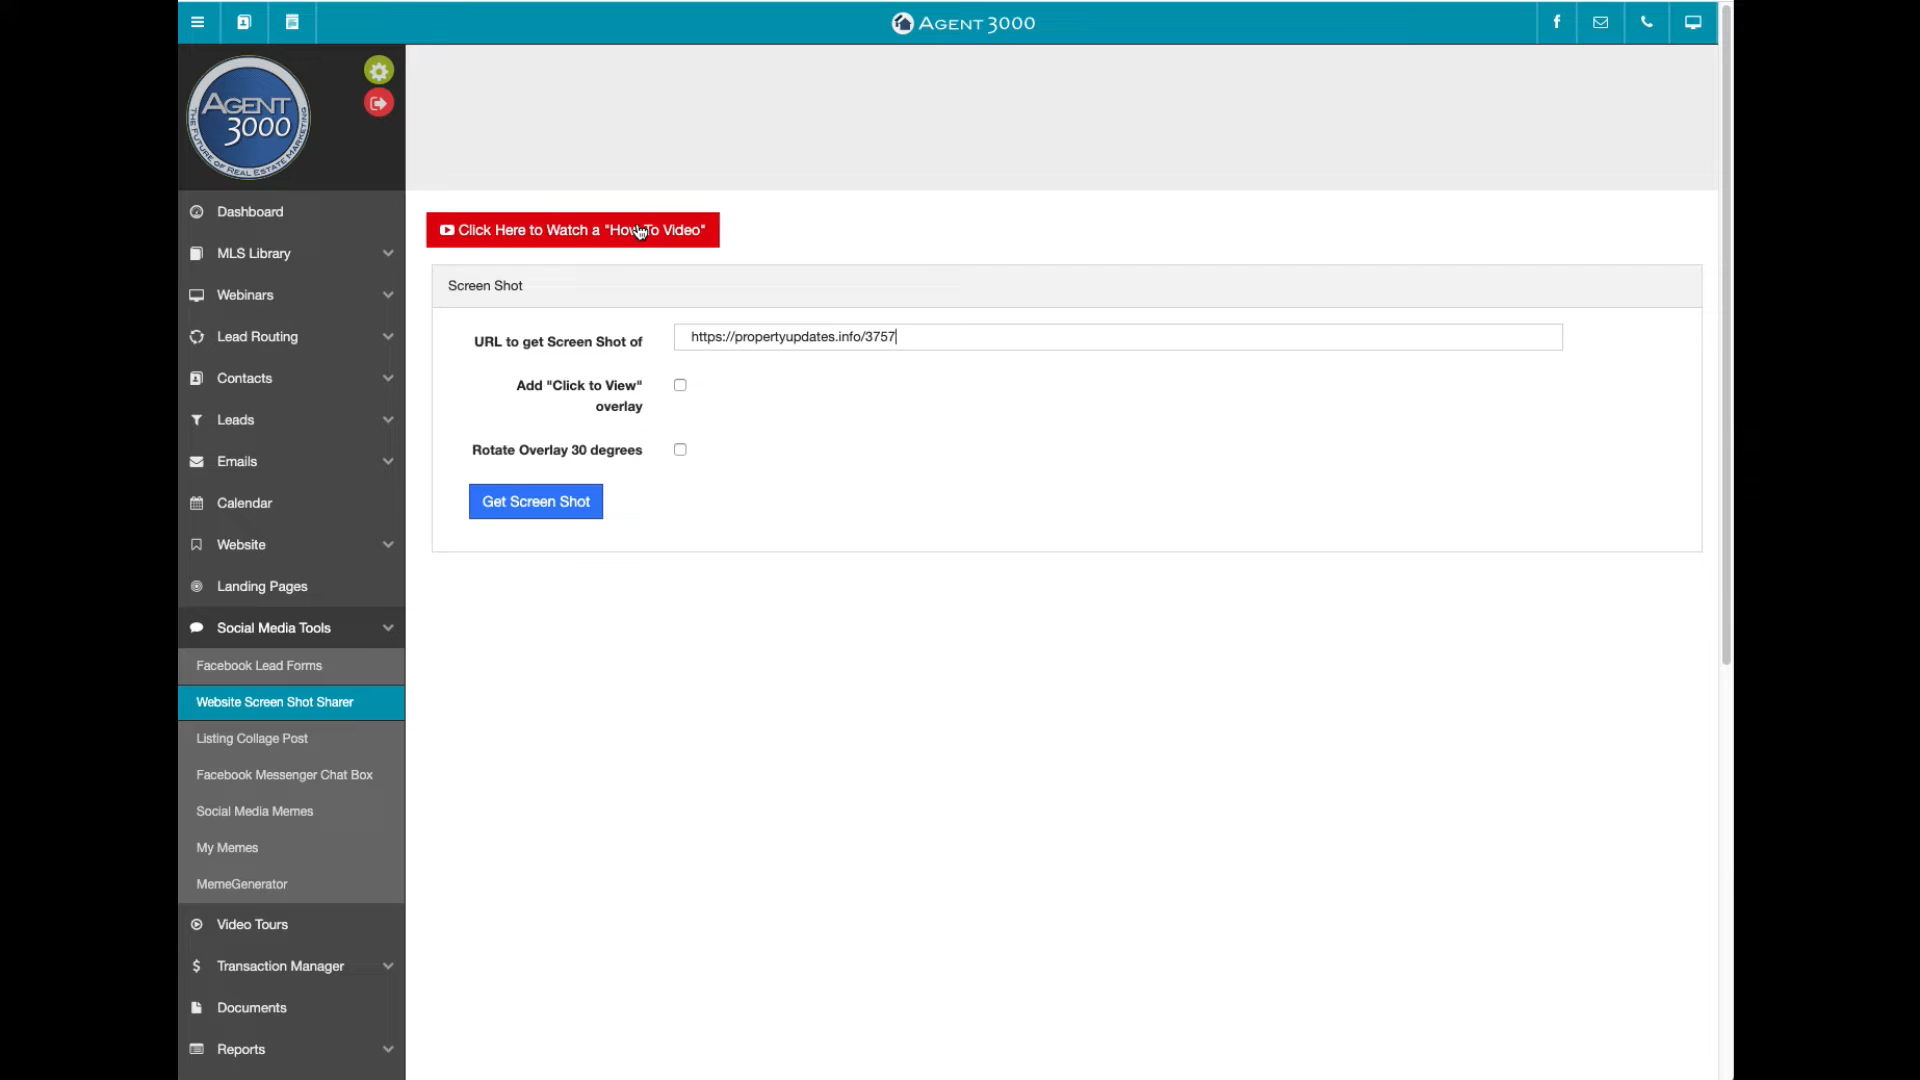 AGENT 3000
AGENT
3000
THE FUTURE OF REAL ESTATE MARKETING
Dashboard
MLS Library
Webinars
Lead Routing
Contacts
Leads
Emails
Calendar
Website
Landing Pages
Social Media Tools
Facebook Lead Forms
Website Screen Shot Sharer
Listing Collage Post
Facebook Messenger Chat Box
Social Media Memes
My Memes
MemeGenerator
Video Tours
Transaction Manager
Documents
Reports
Click Here to Watch a "How To Video"
Screen Shot
URL to get Screen Shot of
https://propertyupdates.info/3757
Add "Click to View"
overlay
Rotate Overlay 30 degrees
Get Screen Shot